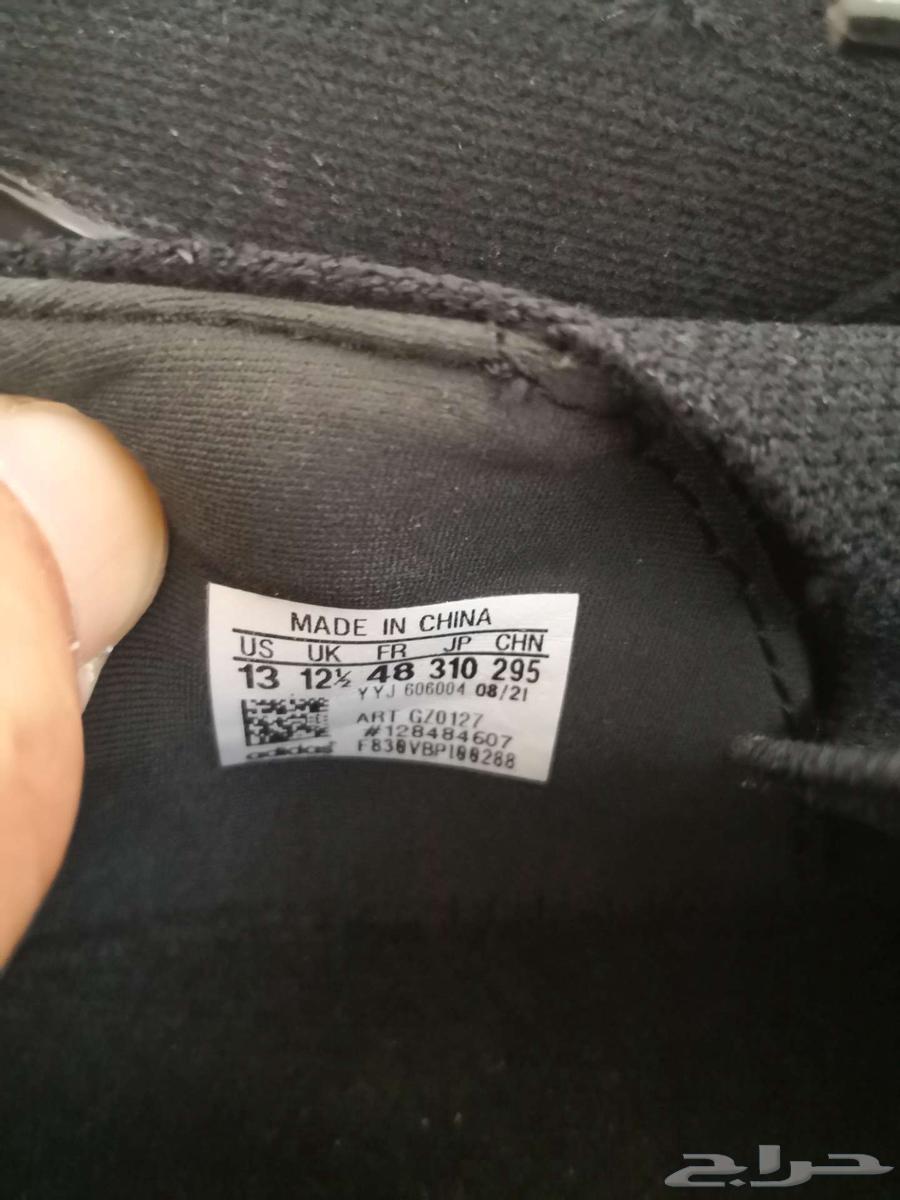 MADE IN CHINA
US UK FR JP CHN
13 12½ 48 310 295
YYJ 606004 08/21
ART GZ0127
#128484607
adidas F830VBP100288
حراج